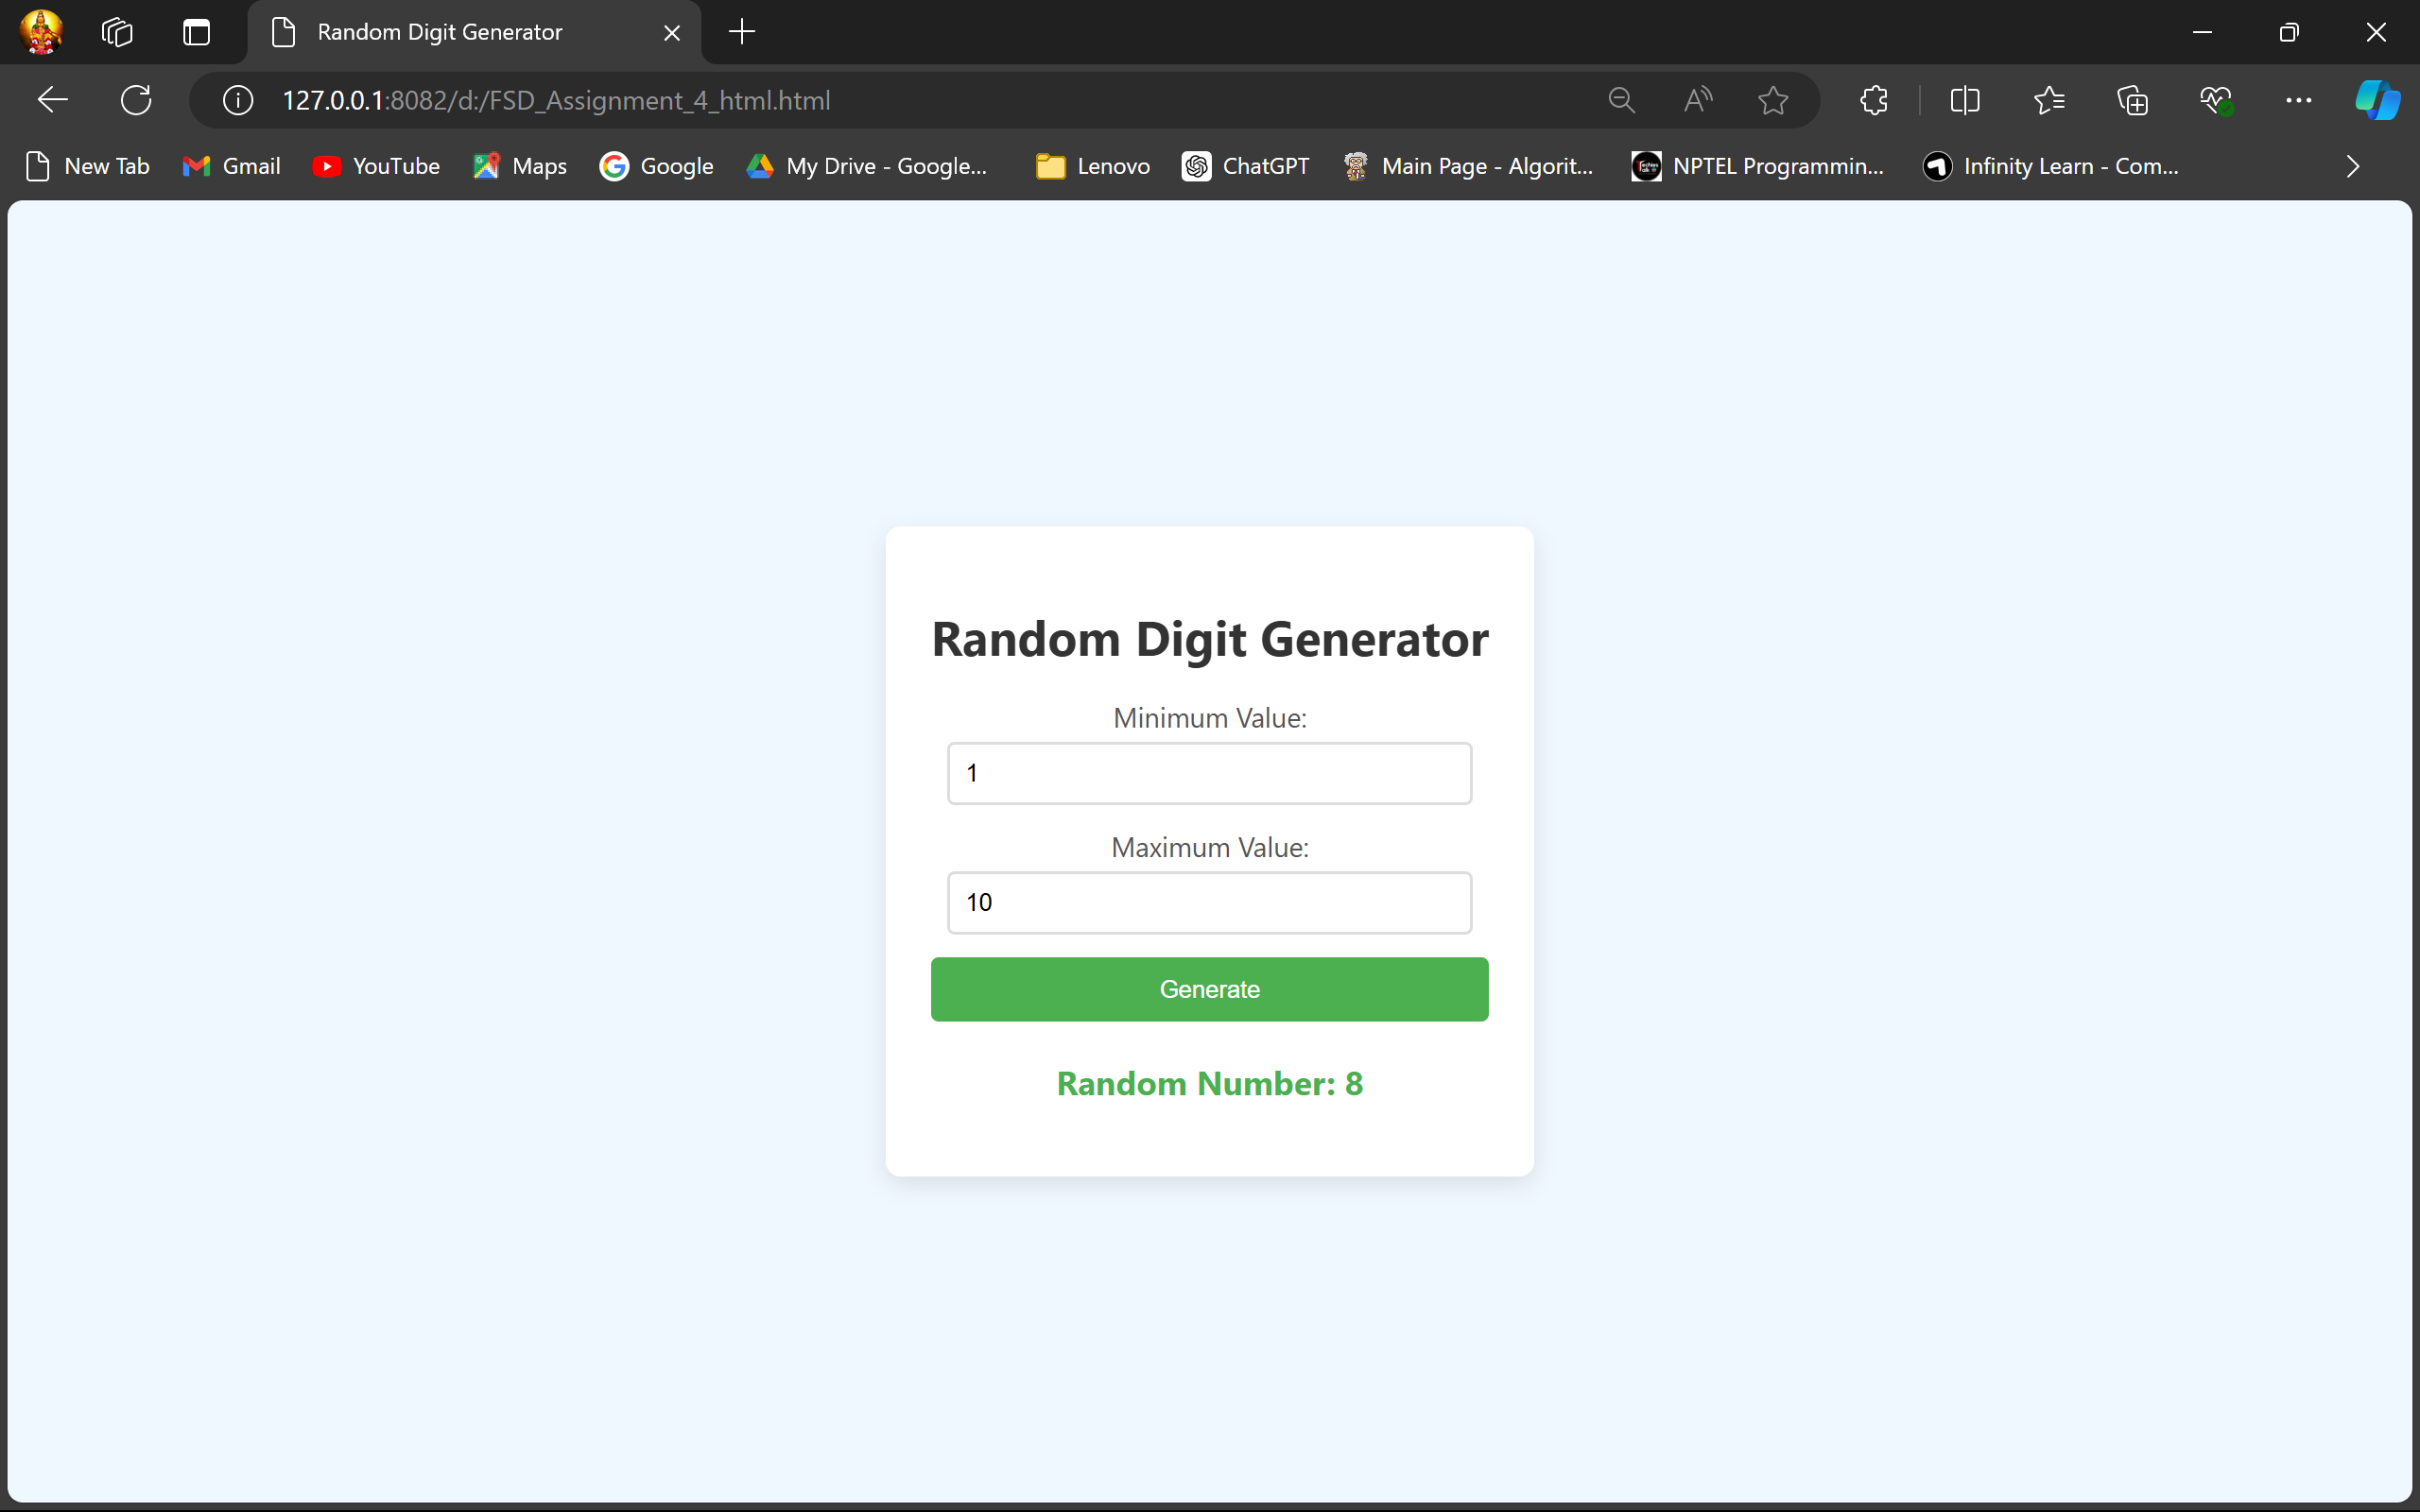 Random Digit Generator
127.0.0.1:8082/d:/FSD_Assignment_4_html.html
New Tab Gmail YouTube Maps Google My Drive - Google... Lenovo ChatGPT Main Page - Algorit... NPTEL Programmin... Infinity Learn - Com...
Random Digit Generator
Minimum Value:
1
Maximum Value:
10
Generate
Random Number: 8